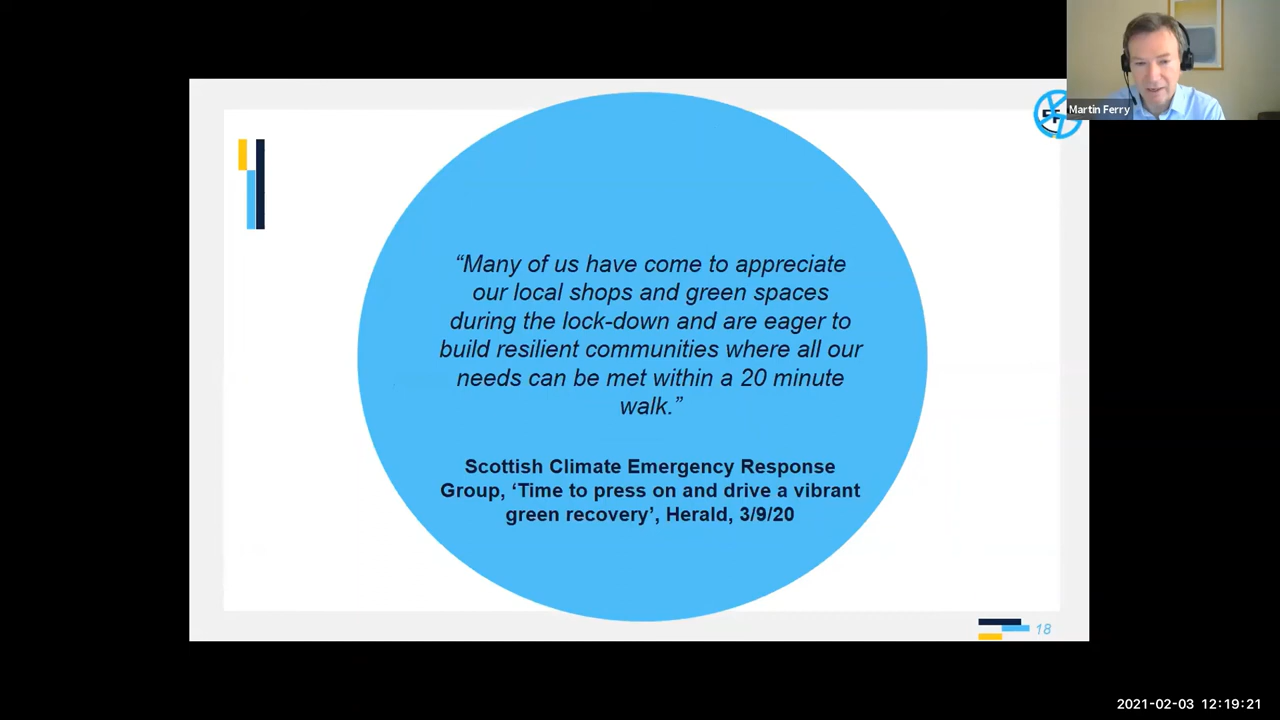 Martin Ferry
“Many of us have come to appreciate
our local shops and green spaces
during the lock-down and are eager to
build resilient communities where all our
needs can be met within a 20 minute
walk.”
Scottish Climate Emergency Response
Group, ‘Time to press on and drive a vibrant
green recovery’, Herald, 3/9/20
18
2021-02-03 12:19:21